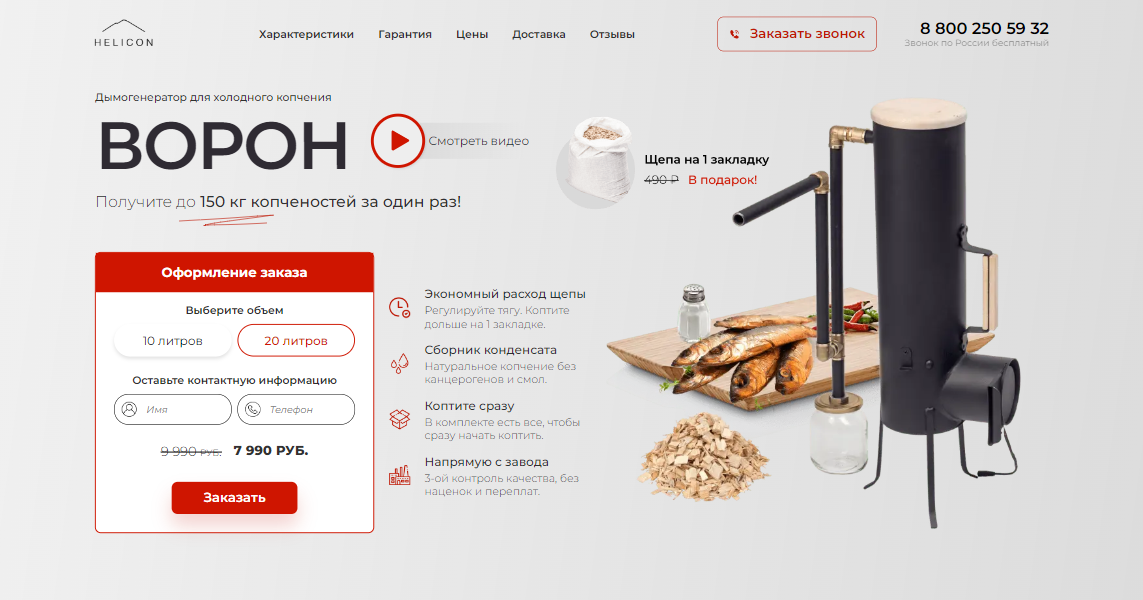 HELICON
Характеристики
Гарантия
Цены
Доставка
Отзывы
Заказать звонок
8 800 250 59 32
Звонок по России бесплатный
Дымогенератор для холодного копчения
ВОРОН
Смотреть видео
Получите до 150 кг копченостей за один раз!
Щепа на 1 закладку
490 ₽ В подарок!
Оформление заказа
Выберите объем
10 литров
20 литров
Оставьте контактную информацию
Имя
Телефон
9 990 РУБ. 7 990 РУБ.
Заказать
Экономный расход щепы
Регулируйте тягу. Коптите
дольше на 1 закладке.
Сборник конденсата
Натуральное копчение без
канцерогенов и смол.
Коптите сразу
В комплекте есть все, чтобы
сразу начать коптить.
Напрямую с завода
3-ой контроль качества, без
наценок и переплат.